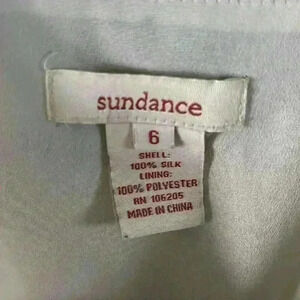 sundance
6
SHELL:
100% SILK
LINING:
100% POLYESTER
RN 106205
MADE IN CHINA